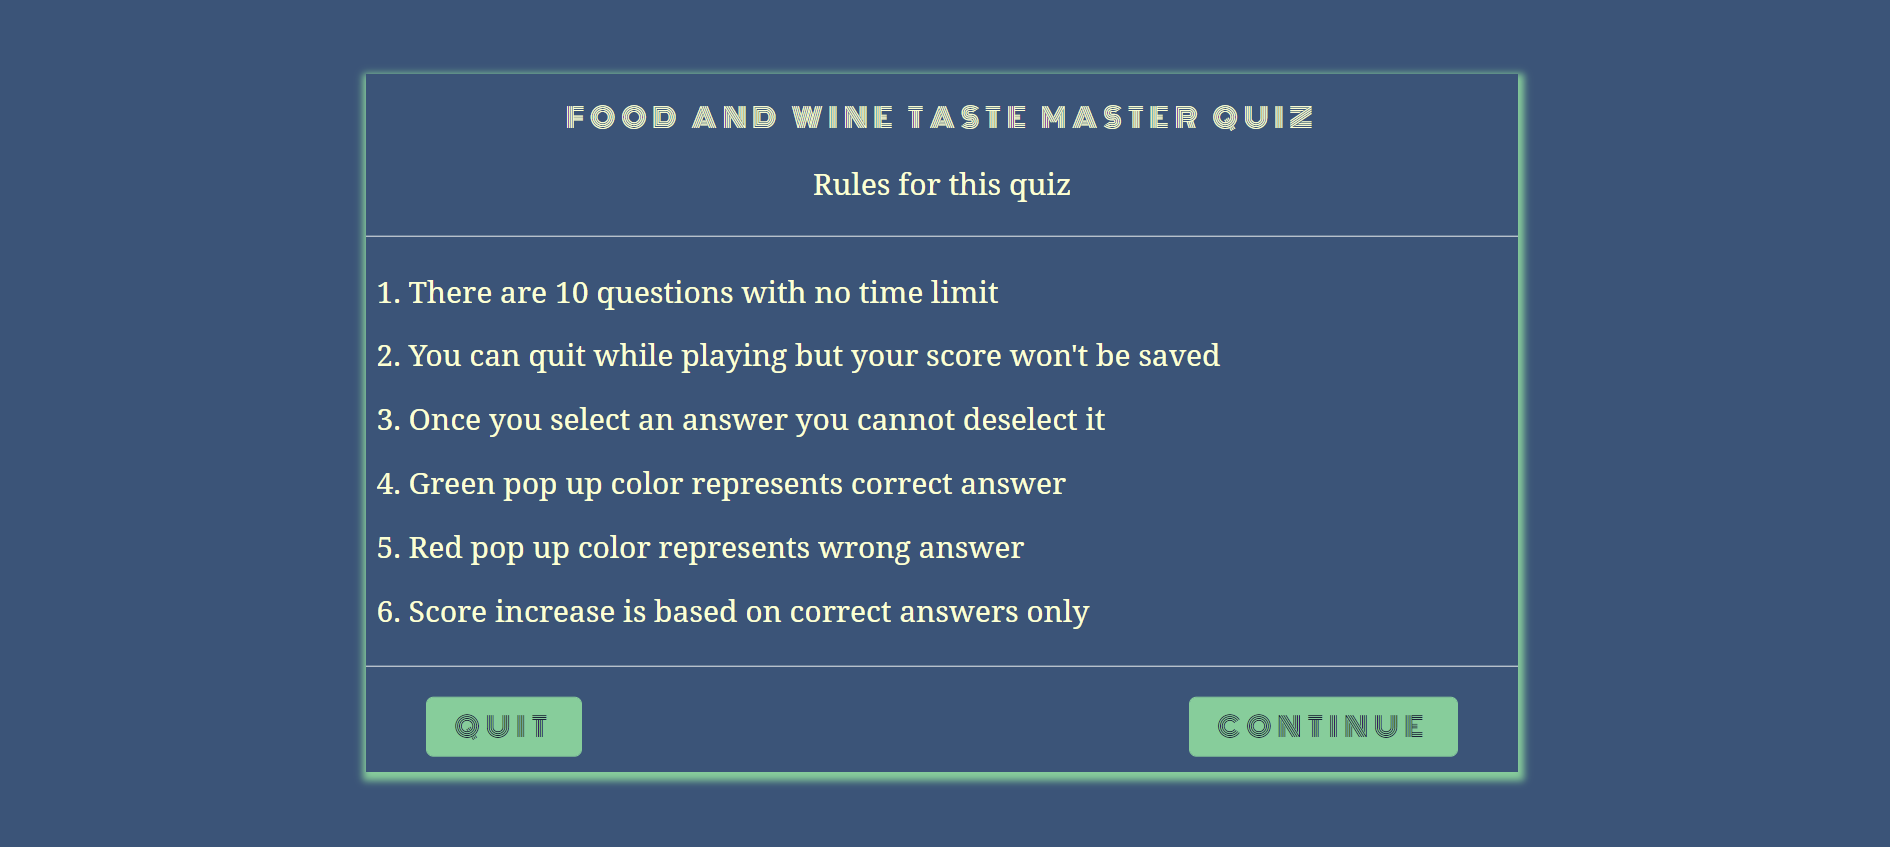 FOOD AND WINE TASTE MASTER QUIZ
Rules for this quiz
1. There are 10 questions with no time limit
2. You can quit while playing but your score won't be saved
3. Once you select an answer you cannot deselect it
4. Green pop up color represents correct answer
5. Red pop up color represents wrong answer
6. Score increase is based on correct answers only
QUIT
CONTINUE